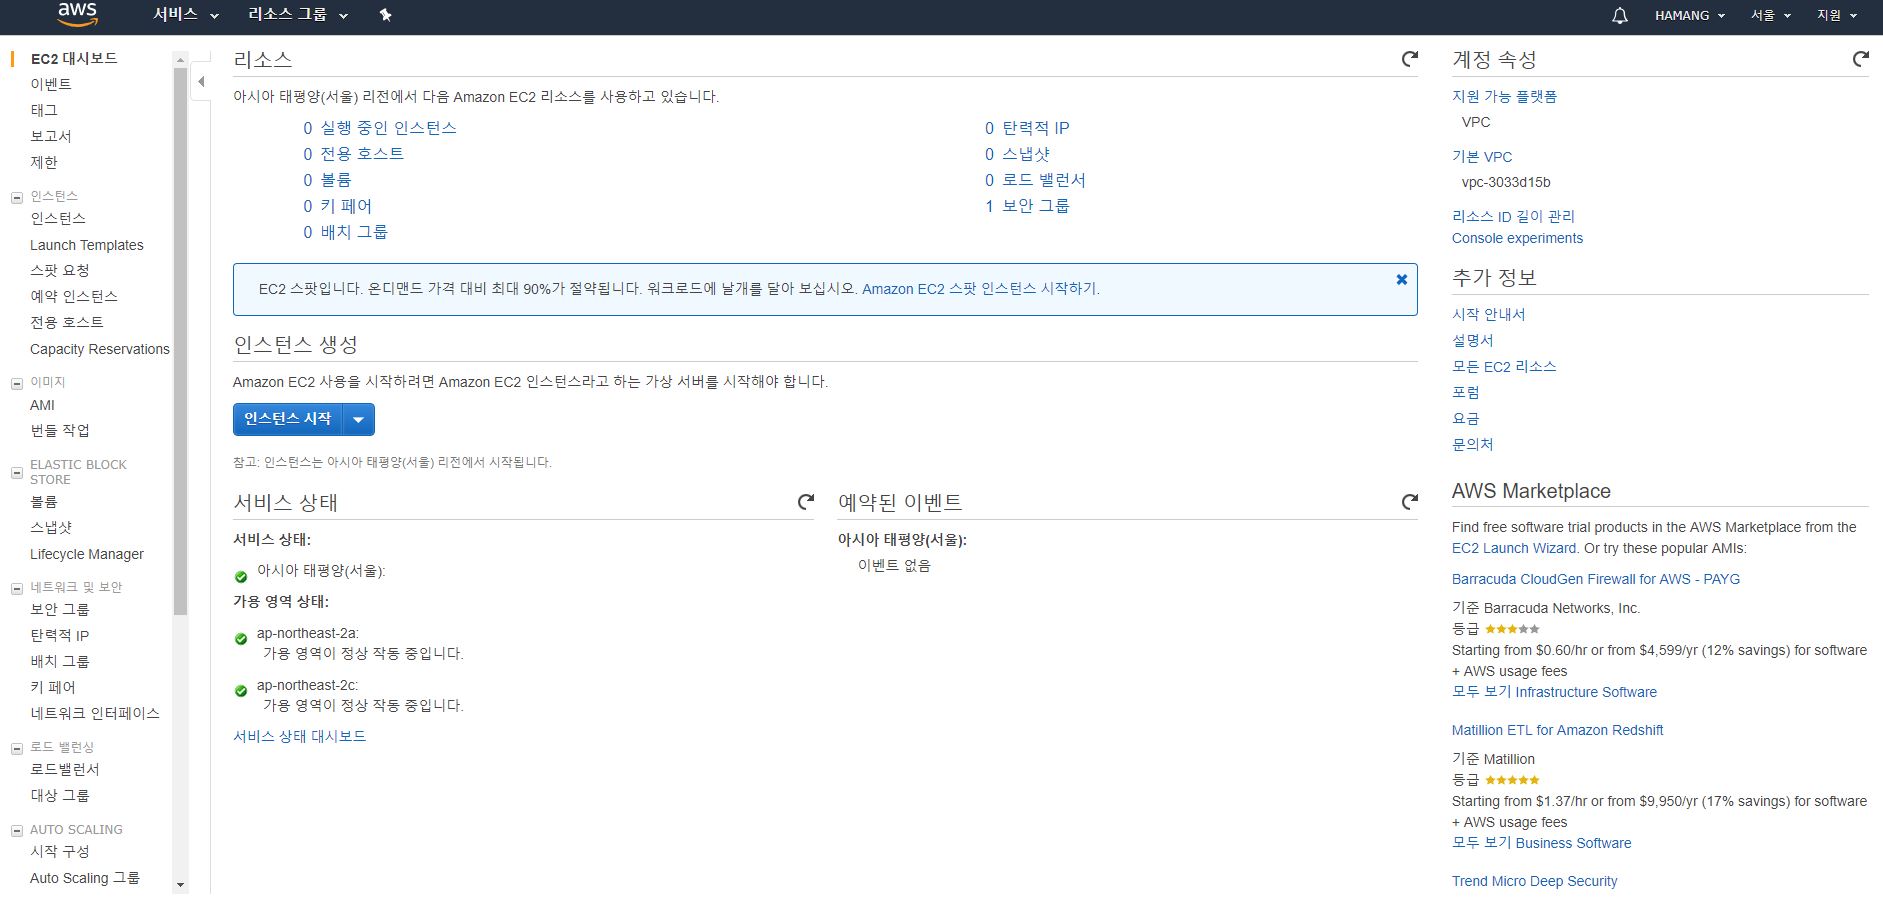 aws
서비스
리소스 그룹
HAMANG
서울
지원
EC2 대시보드
이벤트
태그
보고서
제한
인스턴스
인스턴스
Launch Templates
스팟 요청
예약 인스턴스
전용 호스트
Capacity Reservations
이미지
AMI
번들 작업
ELASTIC BLOCK
STORE
볼륨
스냅샷
Lifecycle Manager
네트워크 및 보안
보안 그룹
탄력적 IP
배치 그룹
키 페어
네트워크 인터페이스
로드 밸런싱
로드밸런서
대상 그룹
AUTO SCALING
시작 구성
Auto Scaling 그룹
리소스
아시아 태평양(서울) 리전에서 다음 Amazon EC2 리소스를 사용하고 있습니다.
0 실행 중인 인스턴스
0 탄력적 IP
0 전용 호스트
0 스냅샷
0 볼륨
0 로드 밸런서
0 키 페어
1 보안 그룹
0 배치 그룹
EC2 스팟입니다. 온디맨드 가격 대비 최대 90%가 절약됩니다. 워크로드에 날개를 달아 보십시오. Amazon EC2 스팟 인스턴스 시작하기.
인스턴스 생성
Amazon EC2 사용을 시작하려면 Amazon EC2 인스턴스라고 하는 가상 서버를 시작해야 합니다.
인스턴스 시작
참고: 인스턴스는 아시아 태평양(서울) 리전에서 시작됩니다.
서비스 상태
서비스 상태:
아시아 태평양(서울):
가용 영역 상태:
ap-northeast-2a:
가용 영역이 정상 작동 중입니다.
ap-northeast-2c:
가용 영역이 정상 작동 중입니다.
서비스 상태 대시보드
예약된 이벤트
아시아 태평양(서울):
이벤트 없음
계정 속성
지원 가능 플랫폼
VPC
기본 VPC
vpc-3033d15b
리소스 ID 길이 관리
Console experiments
추가 정보
시작 안내서
설명서
모든 EC2 리소스
포럼
요금
문의처
AWS Marketplace
Find free software trial products in the AWS Marketplace from the
EC2 Launch Wizard. Or try these popular AMIs:
Barracuda CloudGen Firewall for AWS - PAYG
기준 Barracuda Networks, Inc.
등급
Starting from $0.60/hr or from $4,599/yr (12% savings) for software
+ AWS usage fees
모두 보기 Infrastructure Software
Matillion ETL for Amazon Redshift
기준 Matillion
등급
Starting from $1.37/hr or from $9,950/yr (17% savings) for software
+ AWS usage fees
모두 보기 Business Software
Trend Micro Deep Security